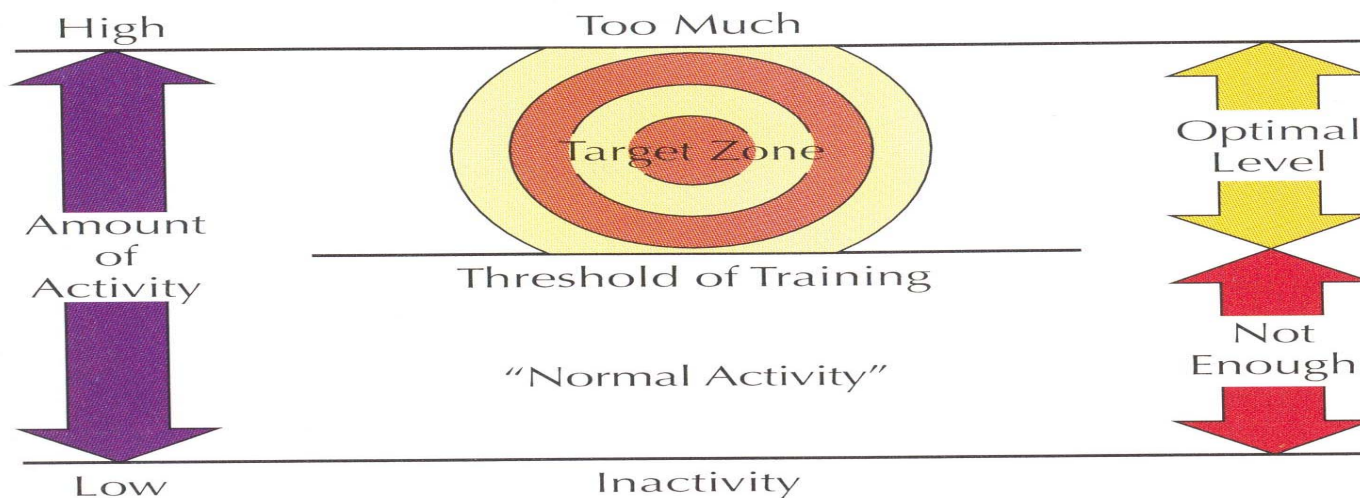 High
Too Much
Target Zone
Optimal
Level
Amount
of
Activity
Threshold of Training
Not
Enough
“Normal Activity”
Low
Inactivity